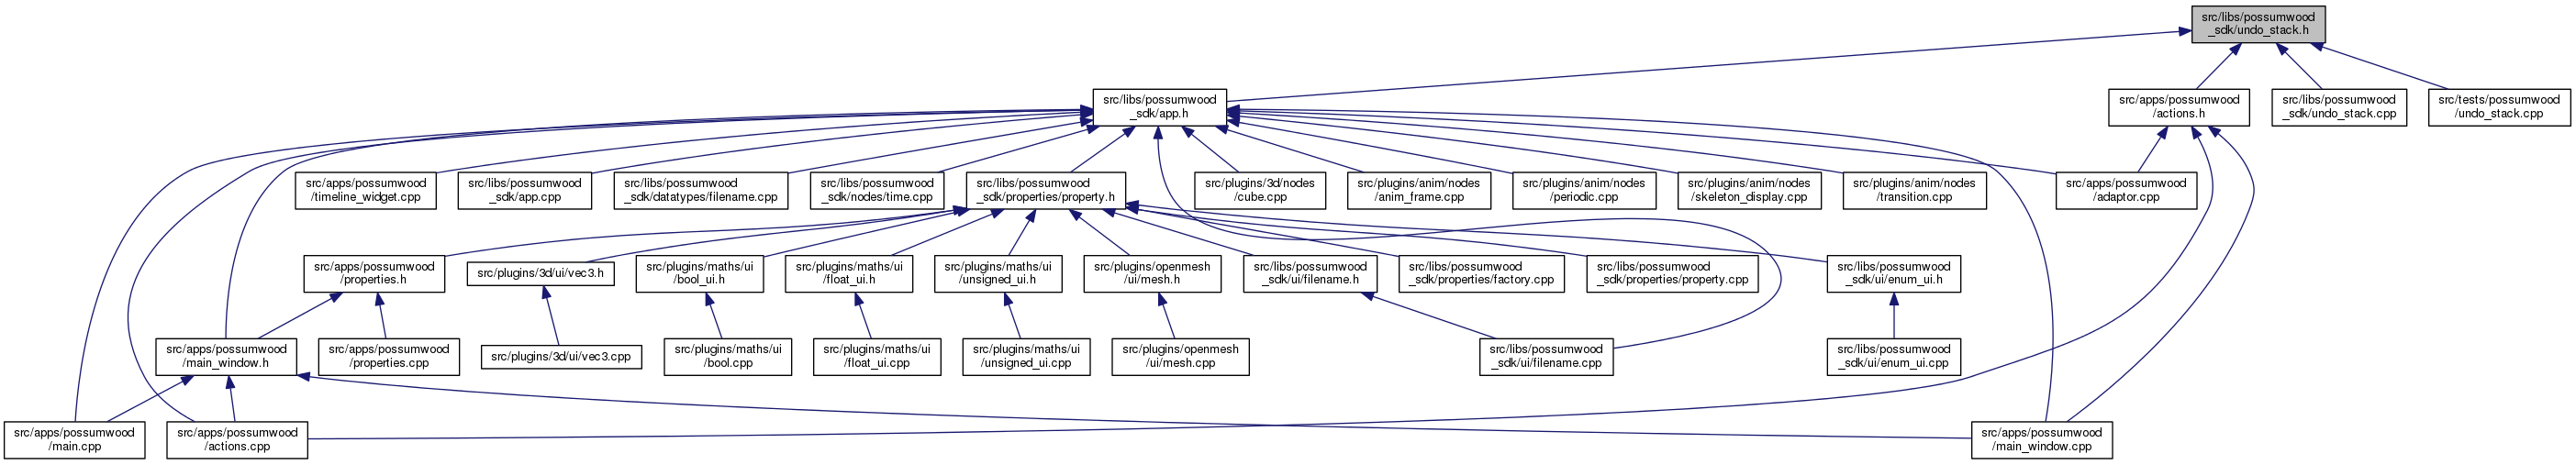 src/libs/possumwood
_sdk/undo_stack.h
src/libs/possumwood
_sdk/app.h
src/apps/possumwood
/actions.h
src/libs/possumwood
_sdk/undo_stack.cpp
src/tests/possumwood
/undo_stack.cpp
src/apps/possumwood
/timeline_widget.cpp
src/libs/possumwood
_sdk/app.cpp
src/libs/possumwood
_sdk/datatypes/filename.cpp
src/libs/possumwood
_sdk/nodes/time.cpp
src/libs/possumwood
_sdk/properties/property.h
src/plugins/3d/nodes
/cube.cpp
src/plugins/anim/nodes
/anim_frame.cpp
src/plugins/anim/nodes
/periodic.cpp
src/plugins/anim/nodes
/skeleton_display.cpp
src/plugins/anim/nodes
/transition.cpp
src/apps/possumwood
/adaptor.cpp
src/apps/possumwood
/properties.h
src/plugins/3d/ui/vec3.h
src/plugins/maths/ui
/bool_ui.h
src/plugins/maths/ui
/float_ui.h
src/plugins/maths/ui
/unsigned_ui.h
src/plugins/openmesh
/ui/mesh.h
src/libs/possumwood
_sdk/ui/filename.h
src/libs/possumwood
_sdk/properties/factory.cpp
src/libs/possumwood
_sdk/properties/property.cpp
src/libs/possumwood
_sdk/ui/enum_ui.h
src/apps/possumwood
/main_window.h
src/apps/possumwood
/properties.cpp
src/plugins/3d/ui/vec3.cpp
src/plugins/maths/ui
/bool.cpp
src/plugins/maths/ui
/float_ui.cpp
src/plugins/maths/ui
/unsigned_ui.cpp
src/plugins/openmesh
/ui/mesh.cpp
src/libs/possumwood
_sdk/ui/filename.cpp
src/libs/possumwood
_sdk/ui/enum_ui.cpp
src/apps/possumwood
/main.cpp
src/apps/possumwood
/actions.cpp
src/apps/possumwood
/main_window.cpp